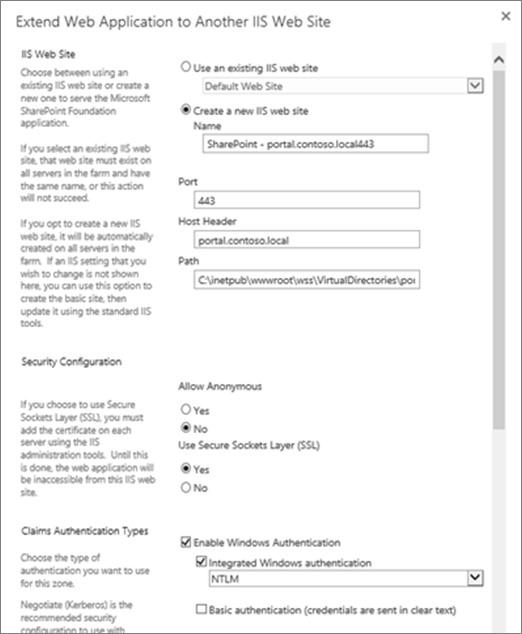 Extend Web Application to Another IIS Web Site
IIS Web Site
Choose between using an
existing IIS web site or create a
new one to serve the Microsoft
SharePoint Foundation
application.
If you select an existing IIS web
site, that web site must exist on
all servers in the farm and have
the same name, or this action
will not succeed.
If you opt to create a new IIS
web site, it will be automatically
created on all servers in the
farm. If an IIS setting that you
wish to change is not shown
here, you can use this option to
create the basic site, then
update it using the standard IIS
tools.
Use an existing IIS web site
Default Web Site
Create a new IIS web site
Name
SharePoint - portal.contoso.local443
Port
443
Host Header
portal.contoso.local
Path
C:\inetpub\wwwroot\wss\VirtualDirectories\por
Security Configuration
If you choose to use Secure
Sockets Layer (SSL), you must
add the certificate on each
server using the IIS
administration tools. Until this
is done, the web application will
be inaccessible from this IIS web
site.
Allow Anonymous
Yes
No
Use Secure Sockets Layer (SSL)
Yes
No
Claims Authentication Types
Choose the type of
authentication you want to use
for this zone.
Negotiate (Kerberos) is the
recommended security
configuration to use with
Enable Windows Authentication
Integrated Windows authentication
NTLM
Basic authentication (credentials are sent in clear text)